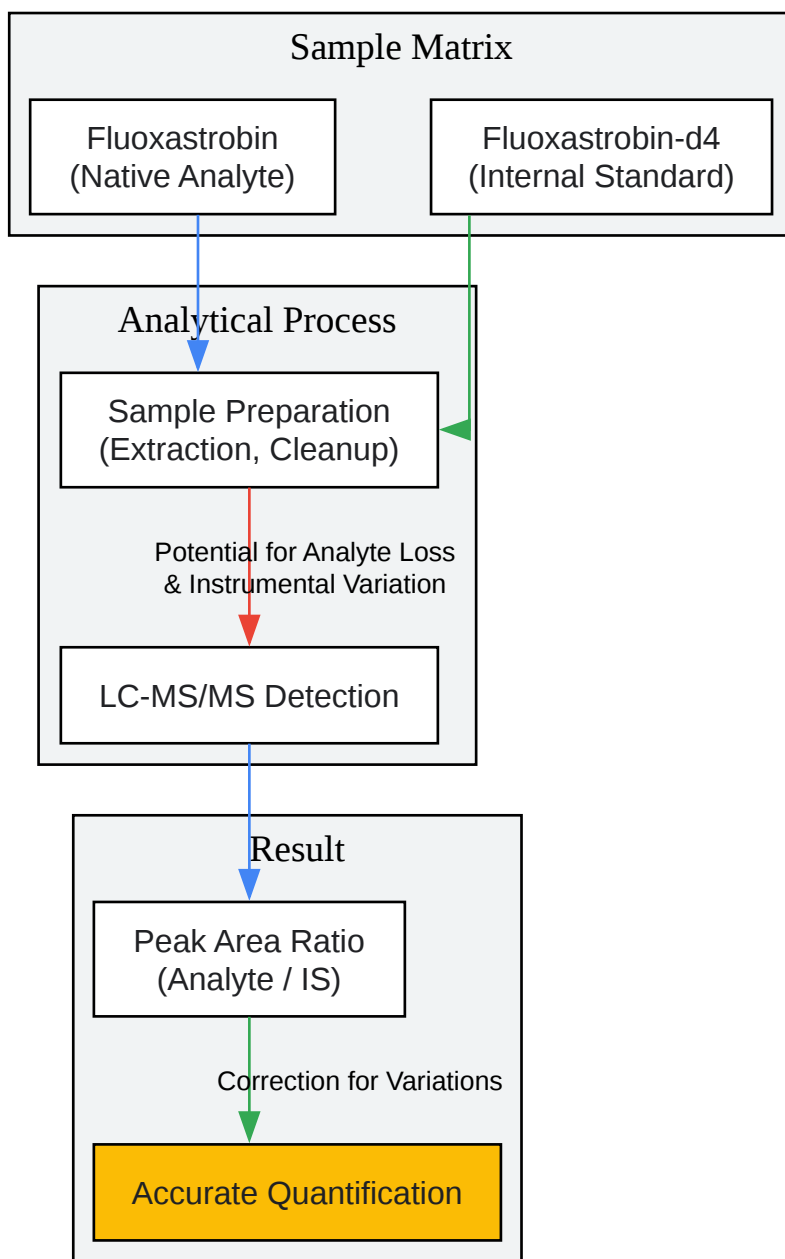 Sample Matrix
Fluoxastrobin
(Native Analyte)
Fluoxastrobin-d4
(Internal Standard)
Analytical Process
Sample Preparation
(Extraction, Cleanup)
Potential for Analyte Loss
& Instrumental Variation
LC-MS/MS Detection
Result
Peak Area Ratio
(Analyte / IS)
Correction for Variations
Accurate Quantification